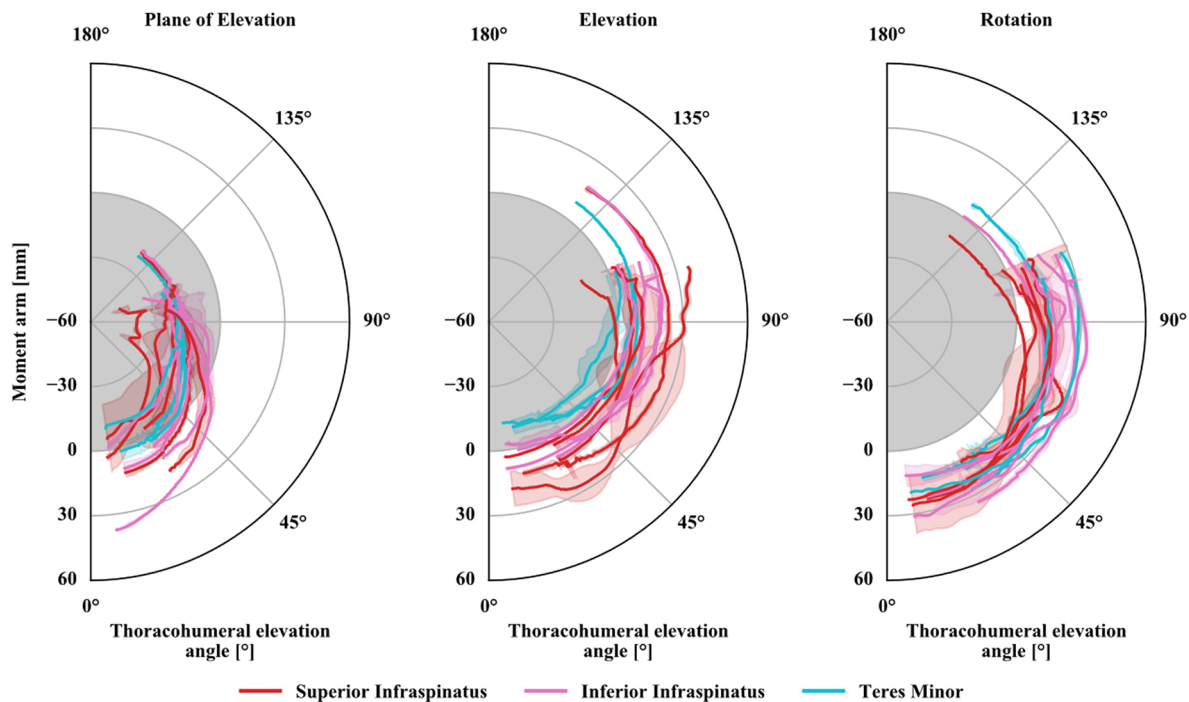 Plane of Elevation
Elevation
Rotation
180°
180°
180°
135°
135°
135°
Moment arm [mm]
−60
90°
−60
90°
−60
90°
−30
−30
−30
0
0
0
30
45°
30
45°
30
45°
60
60
60
0°
0°
0°
Thoracohumeral elevation
angle [°]
Thoracohumeral elevation
angle [°]
Thoracohumeral elevation
angle [°]
Superior Infraspinatus
Inferior Infraspinatus
Teres Minor